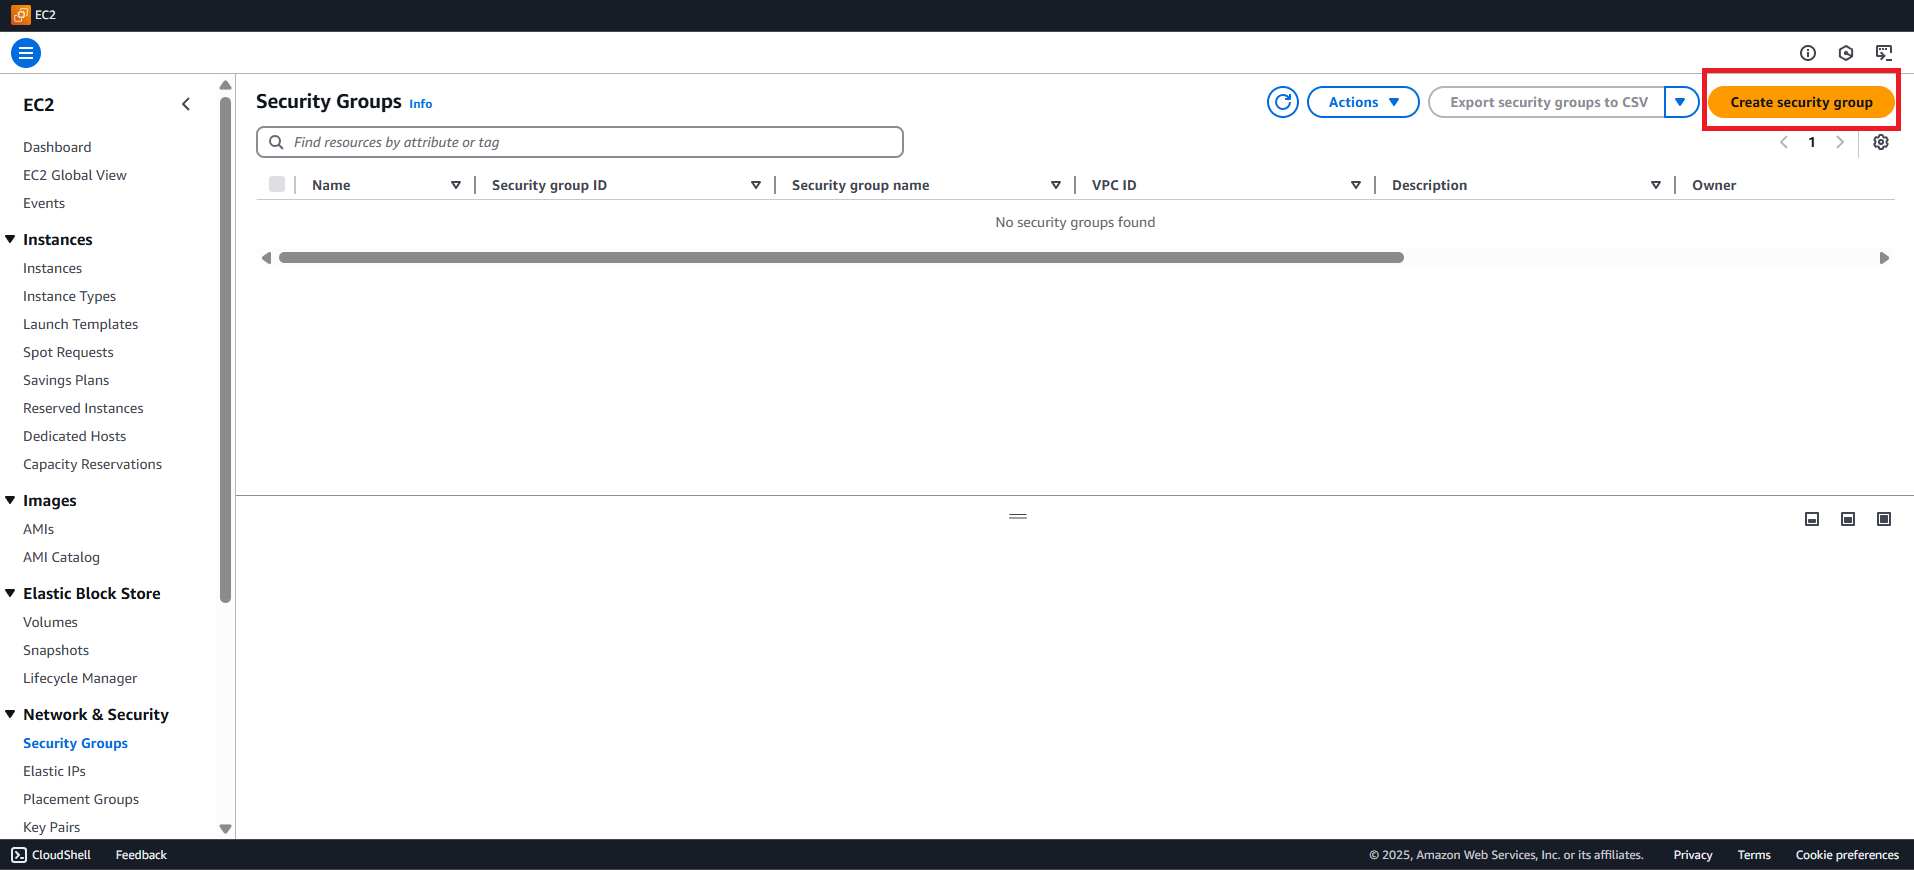 EC2
EC2
Dashboard
EC2 Global View
Events
Instances
Instances
Instance Types
Launch Templates
Spot Requests
Savings Plans
Reserved Instances
Dedicated Hosts
Capacity Reservations
Images
AMIs
AMI Catalog
Elastic Block Store
Volumes
Snapshots
Lifecycle Manager
Network & Security
Security Groups
Elastic IPs
Placement Groups
Key Pairs
Security Groups Info
Actions
Export security groups to CSV
Create security group
Find resources by attribute or tag
1
Name Security group ID Security group name VPC ID Description Owner
No security groups found
CloudShell Feedback © 2025, Amazon Web Services, Inc. or its affiliates. Privacy Terms Cookie preferences